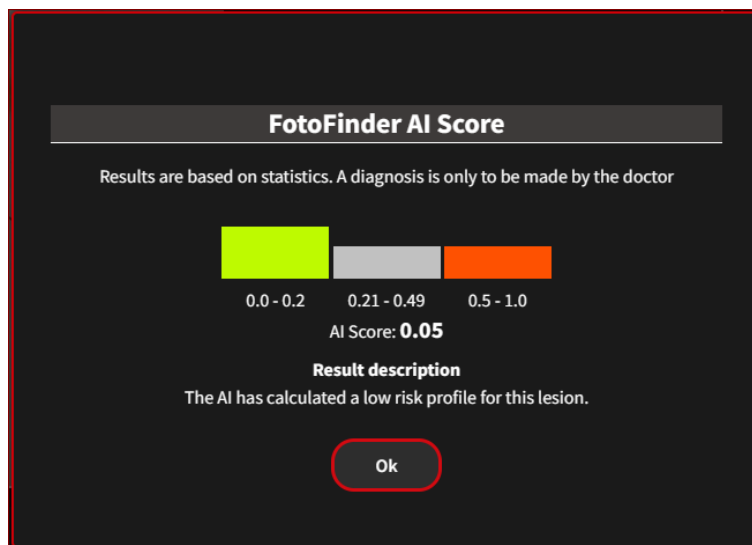 FotoFinder AI Score
Results are based on statistics. A diagnosis is only to be made by the doctor
0.0 - 0.2 0.21 - 0.49 0.5 - 1.0
AI Score: 0.05
Result description
The AI has calculated a low risk profile for this lesion.
Ok